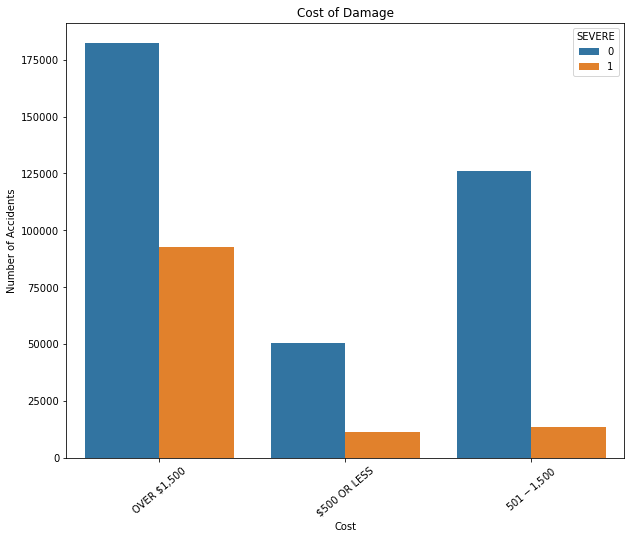 Cost of Damage
SEVERE
0
1
175000
150000
125000
100000
75000
50000
25000
0
Number of Accidents
OVER $1,500
$500 OR LESS
501 − 1,500
Cost